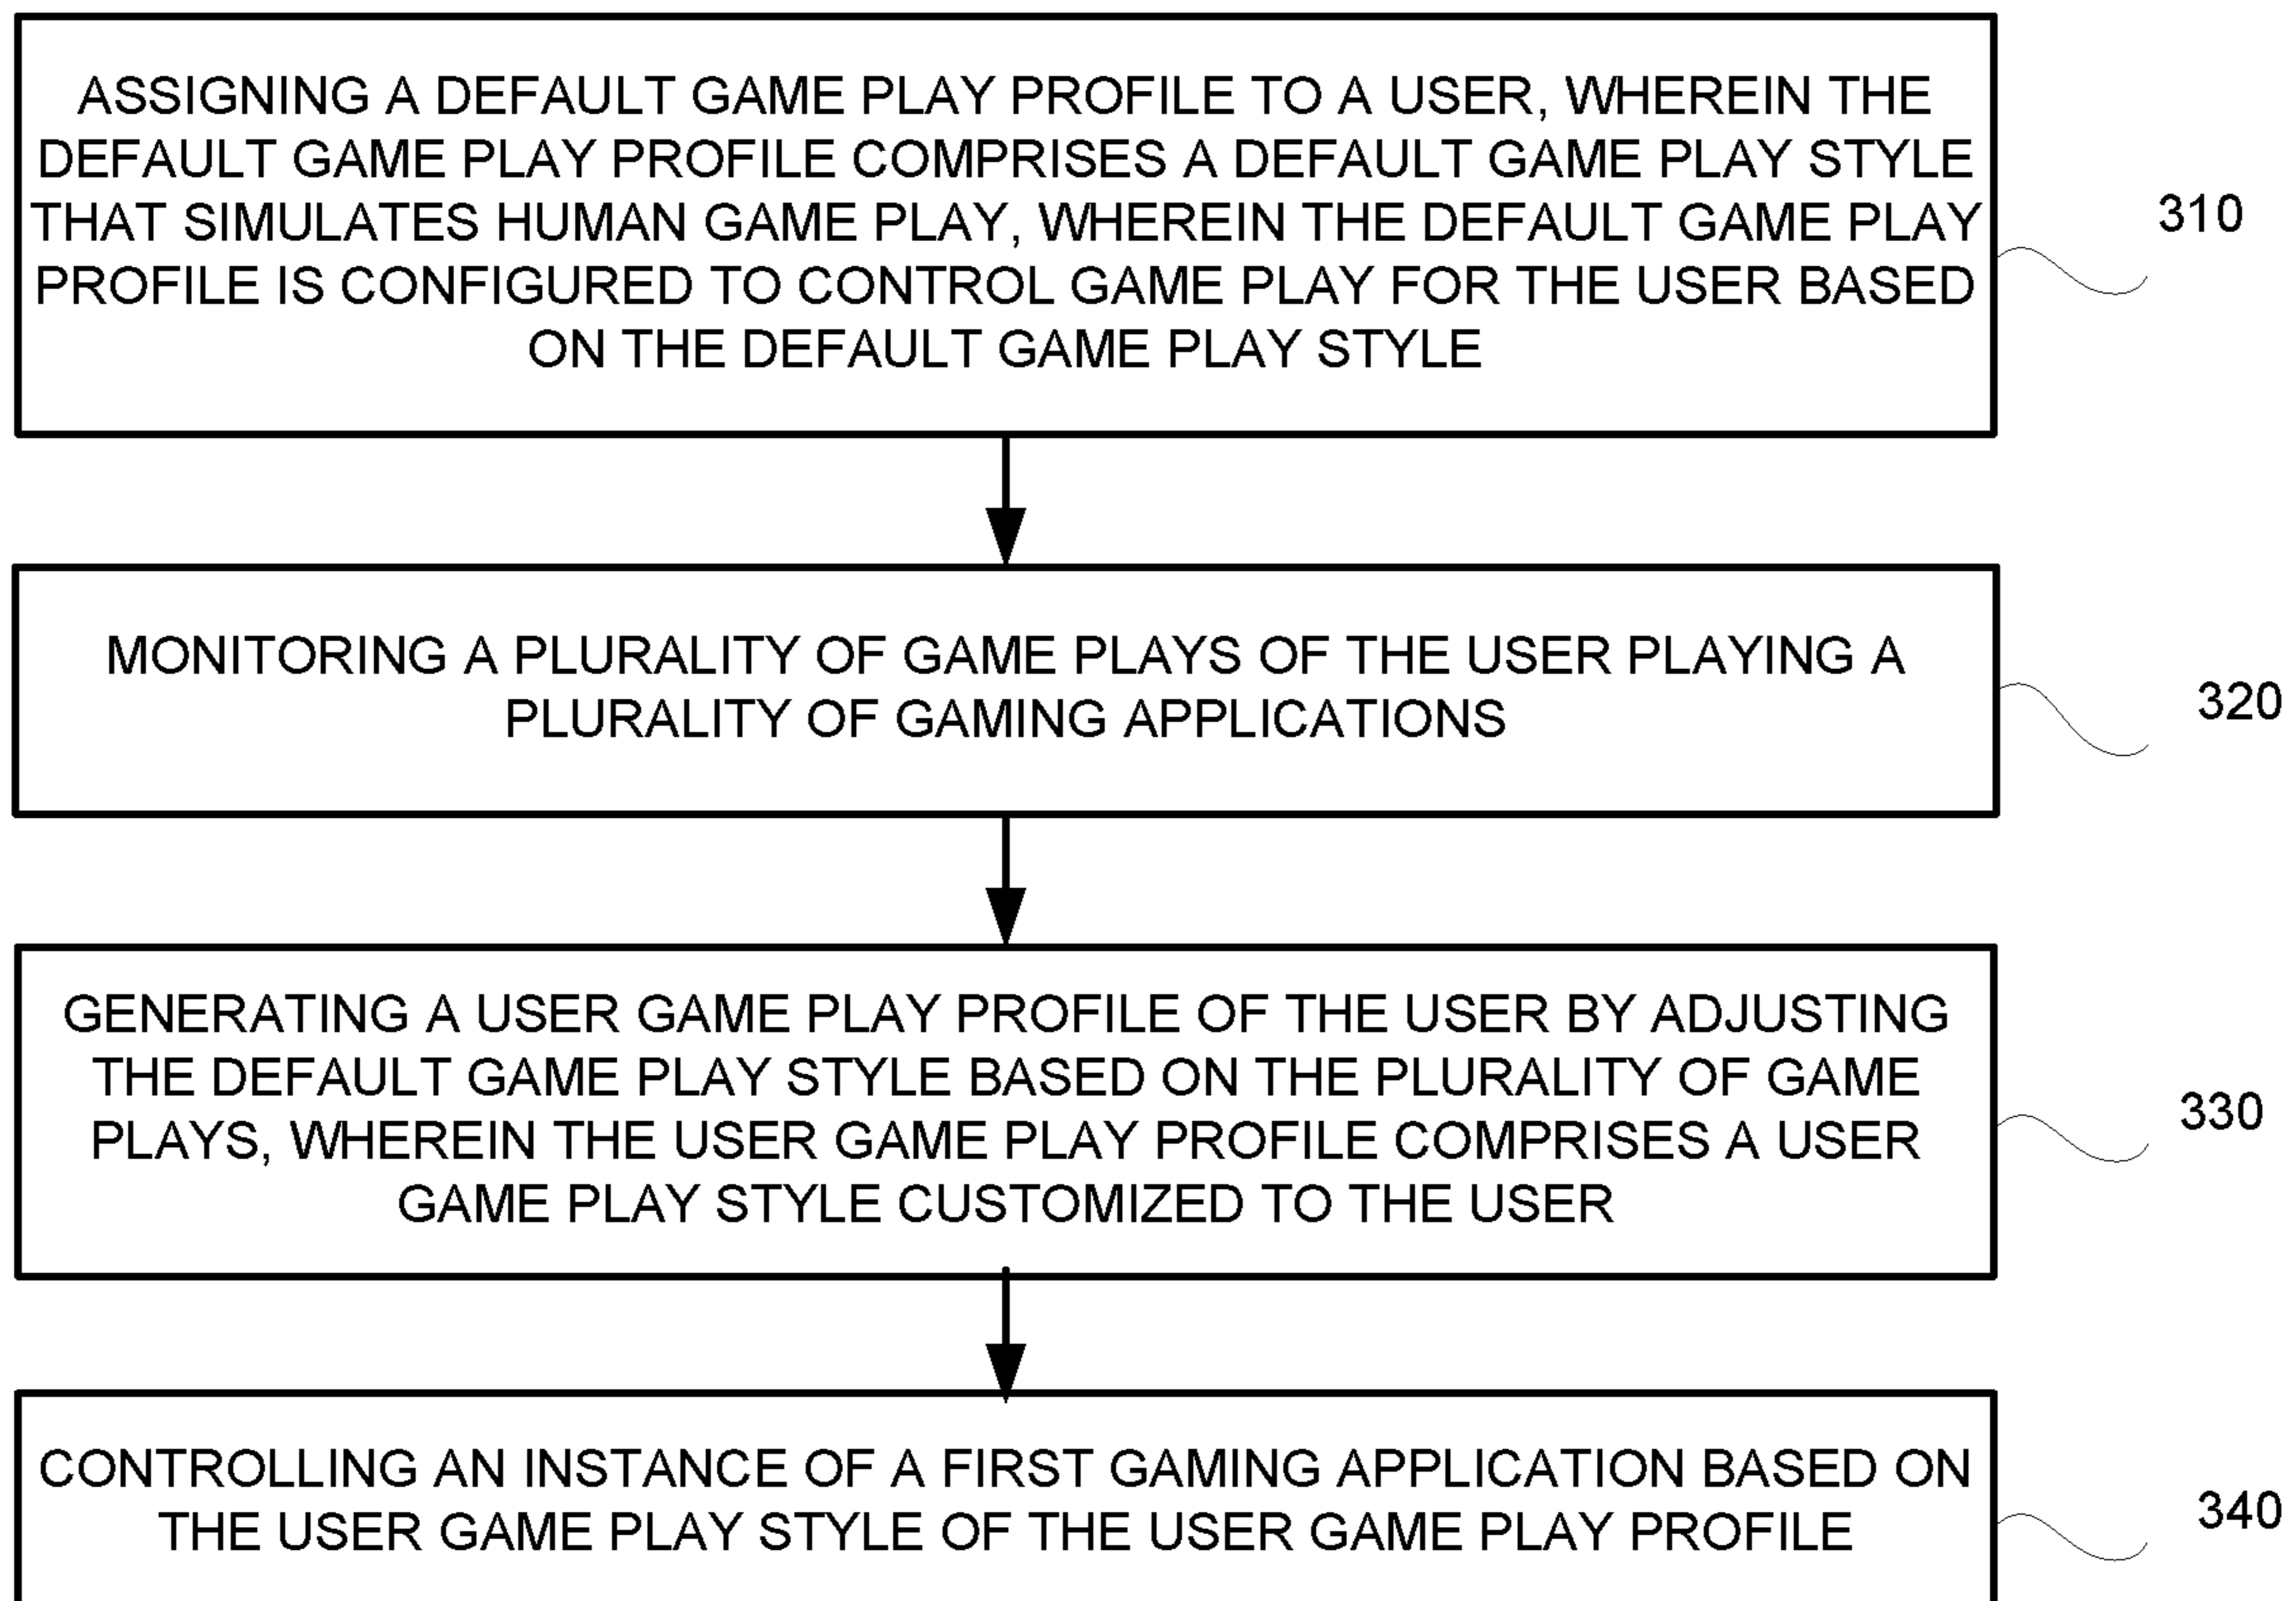 ASSIGNING A DEFAULT GAME PLAY PROFILE TO A USER, WHEREIN THE
DEFAULT GAME PLAY PROFILE COMPRISES A DEFAULT GAME PLAY STYLE
THAT SIMULATES HUMAN GAME PLAY, WHEREIN THE DEFAULT GAME PLAY
PROFILE IS CONFIGURED TO CONTROL GAME PLAY FOR THE USER BASED
ON THE DEFAULT GAME PLAY STYLE
310
MONITORING A PLURALITY OF GAME PLAYS OF THE USER PLAYING A
PLURALITY OF GAMING APPLICATIONS
320
GENERATING A USER GAME PLAY PROFILE OF THE USER BY ADJUSTING
THE DEFAULT GAME PLAY STYLE BASED ON THE PLURALITY OF GAME
PLAYS, WHEREIN THE USER GAME PLAY PROFILE COMPRISES A USER
GAME PLAY STYLE CUSTOMIZED TO THE USER
330
CONTROLLING AN INSTANCE OF A FIRST GAMING APPLICATION BASED ON
THE USER GAME PLAY STYLE OF THE USER GAME PLAY PROFILE
340